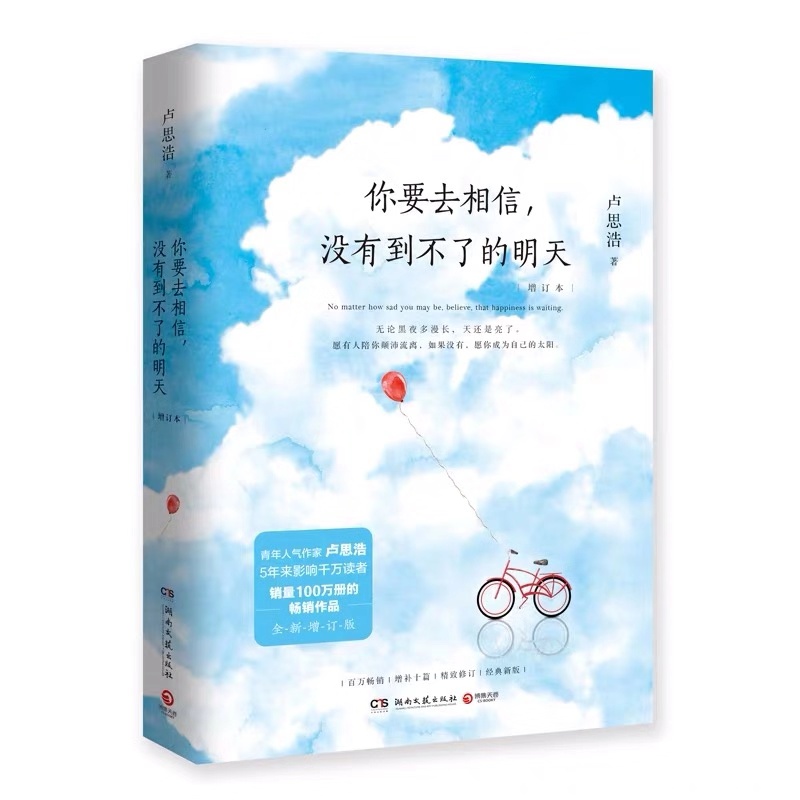 卢思浩 著
你要去相信，
没有到不了的明天
|增订本|
湖南文艺出版社
你要去相信，
没有到不了的明天
卢思浩 著
|增订本|
No matter how sad you may be, believe, that happiness is waiting.
无论黑夜多漫长，天还是亮了。
愿有人陪你颠沛流离，如果没有，愿你成为自己的太阳。
青年人气作家 卢思浩
5年来影响千万读者
销量100万册的
畅销作品
全-新-增-订-版
|百万畅销|增补十篇|精致修订|经典新版|
湖南文艺出版社
博集天卷
CS-BOOKY